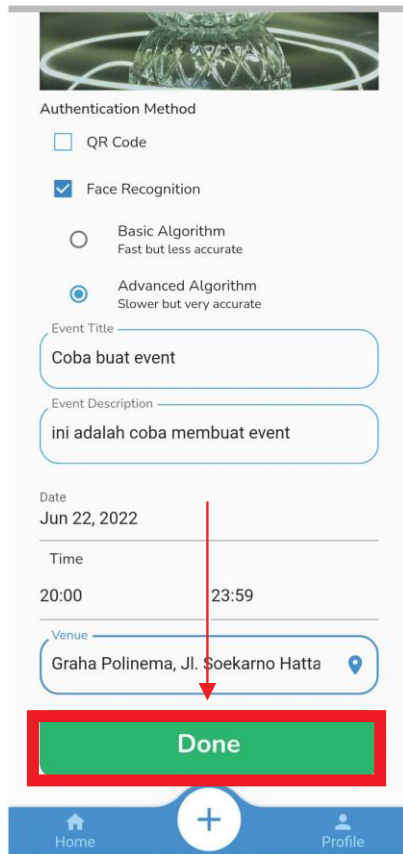 Authentication Method
QR Code
Face Recognition
Basic Algorithm
Fast but less accurate
Advanced Algorithm
Slower but very accurate
Event Title
Coba buat event
Event Description
ini adalah coba membuat event
Date
Jun 22, 2022
Time
20:00 23:59
Venue
Graha Polinema, Jl. Soekarno Hatta
Done
Home
Profile